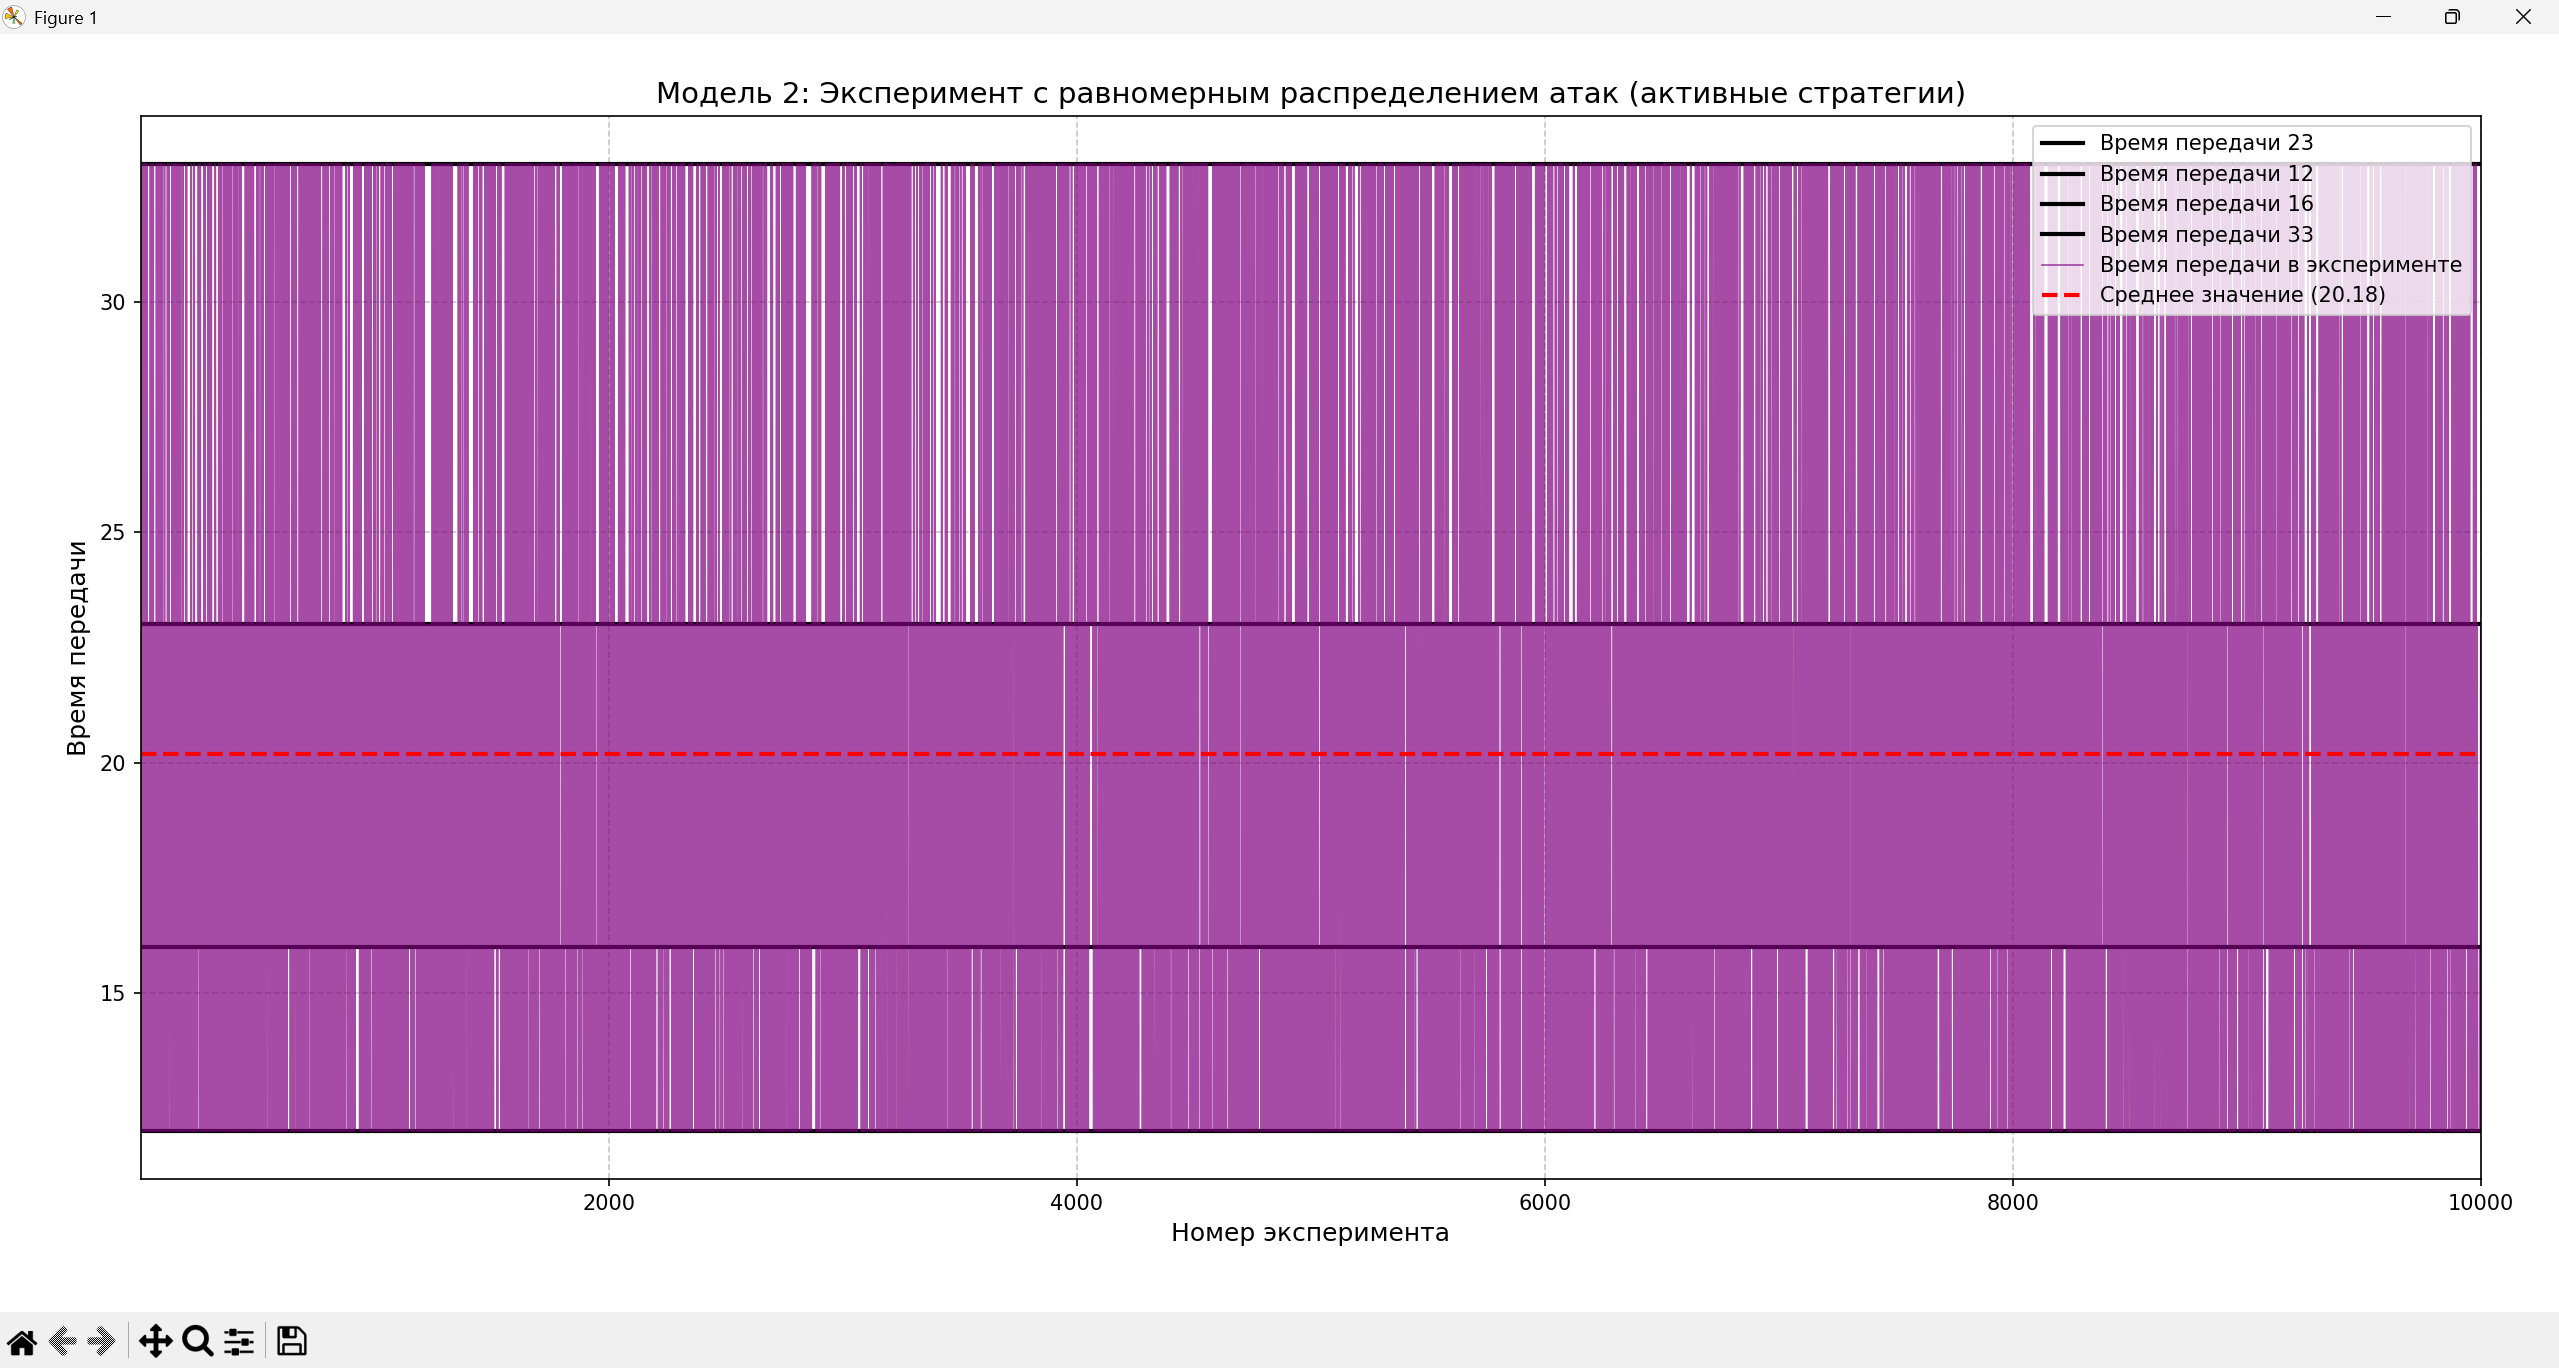 Figure 1
Модель 2: Эксперимент с равномерным распределением атак (активные стратегии)
Время передачи 23
Время передачи 12
Время передачи 16
Время передачи 33
Время передачи в эксперименте
Среднее значение (20.18)
30
25
20
15
Время передачи
2000
4000
6000
8000
10000
Номер эксперимента